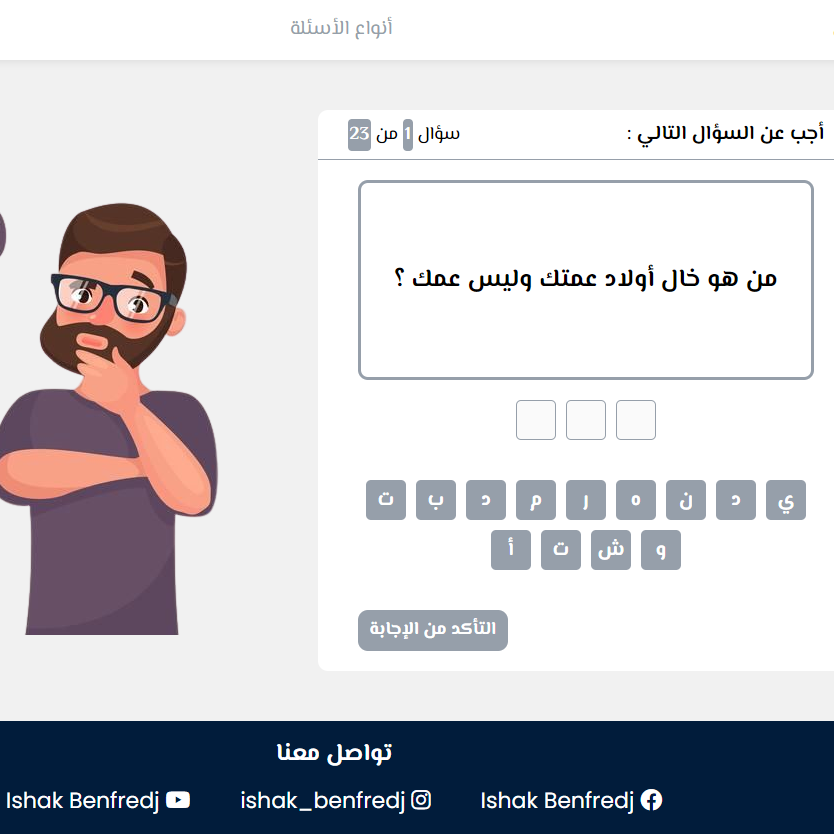 أنواع الأسئلة
أجب عن السؤال التالي :
سؤال 1 من 23
من هو خال أولاد عمتك وليس عمك ؟
ي د ن ه ر م د ب ت
و ش ت أ
التأكد من الإجابة
تواصل معنا
Ishak Benfredj
ishak_benfredj
Ishak Benfredj